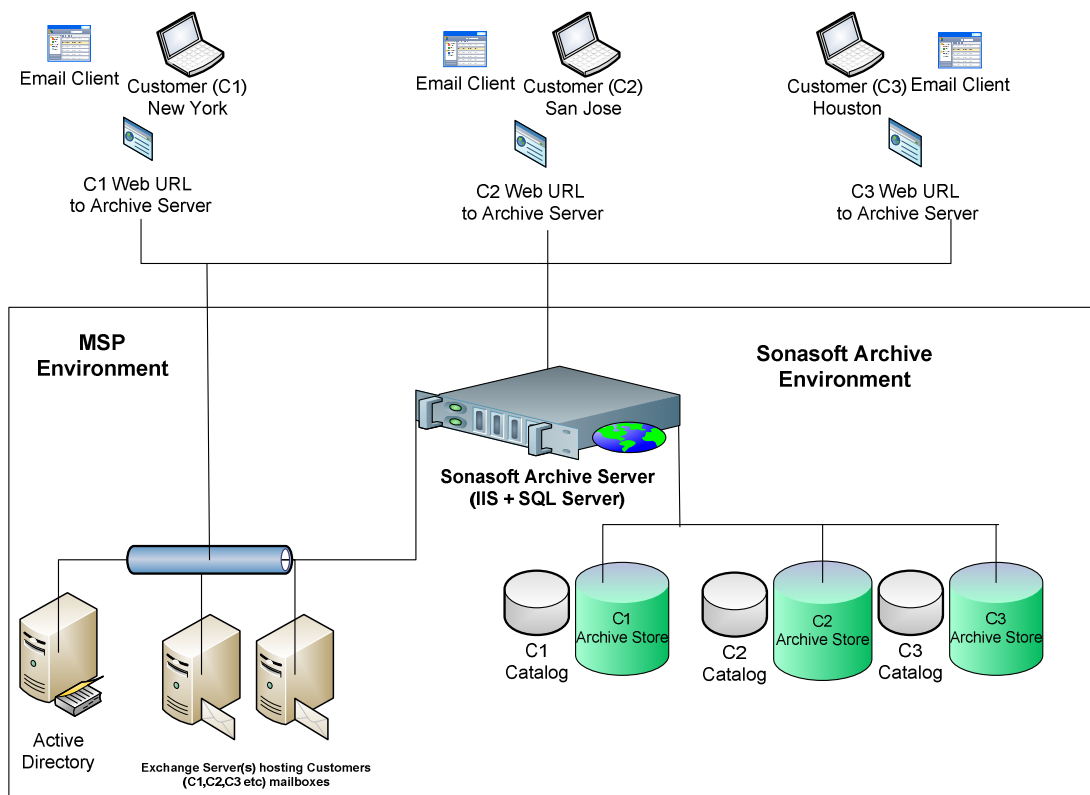 Email Client
Customer (C1)
New York
Email Client
Customer (C2)
San Jose
Customer (C3)
Houston
Email Client
C1 Web URL
to Archive Server
C2 Web URL
to Archive Server
C3 Web URL
to Archive Server
MSP
Environment
Sonasoft Archive
Environment
Sonasoft Archive Server
(IIS + SQL Server)
C1
Archive Store
C2
Archive Store
C3
Archive Store
C1
Catalog
C2
Catalog
C3
Catalog
Active
Directory
Exchange Server(s) hosting Customers
(C1,C2,C3 etc) mailboxes